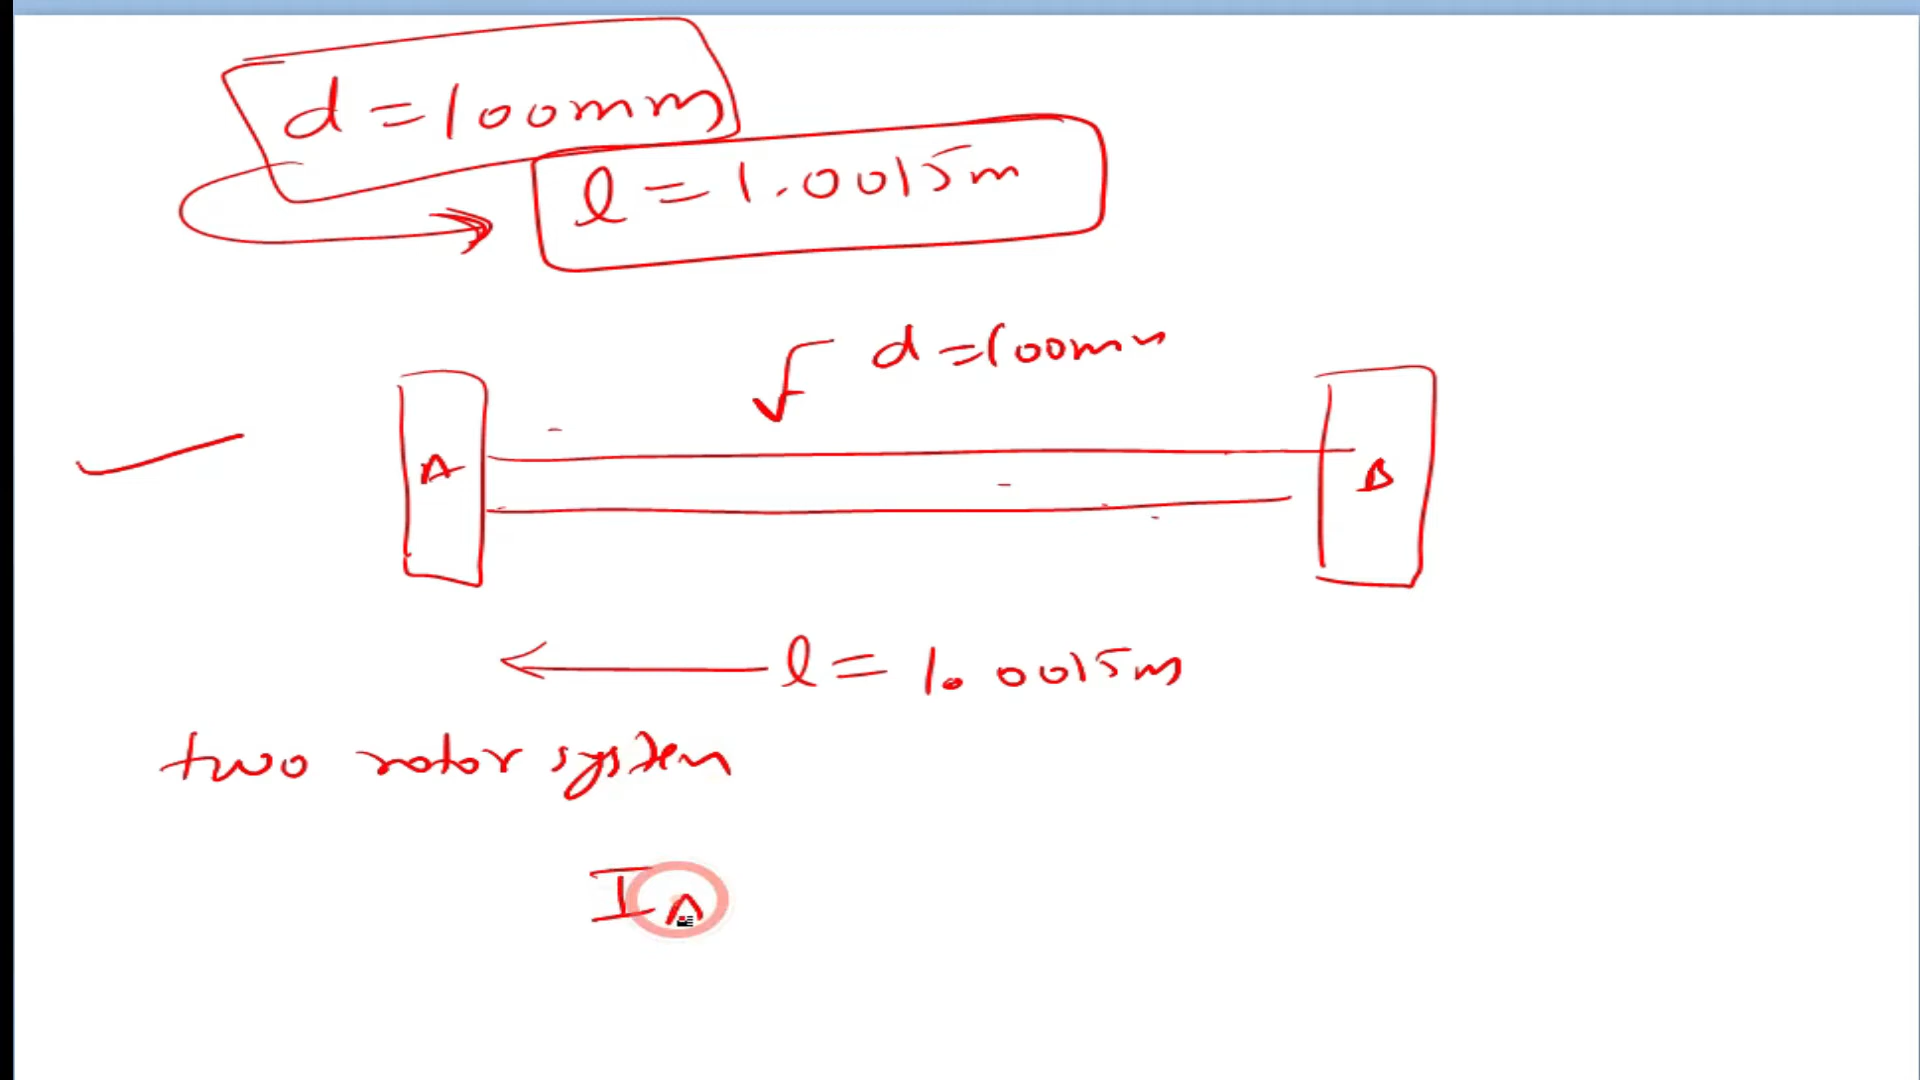 d = 100mm
l = 1.0015m
d = 100mm
A
B
l = 1.0015m
two rotor system
IA